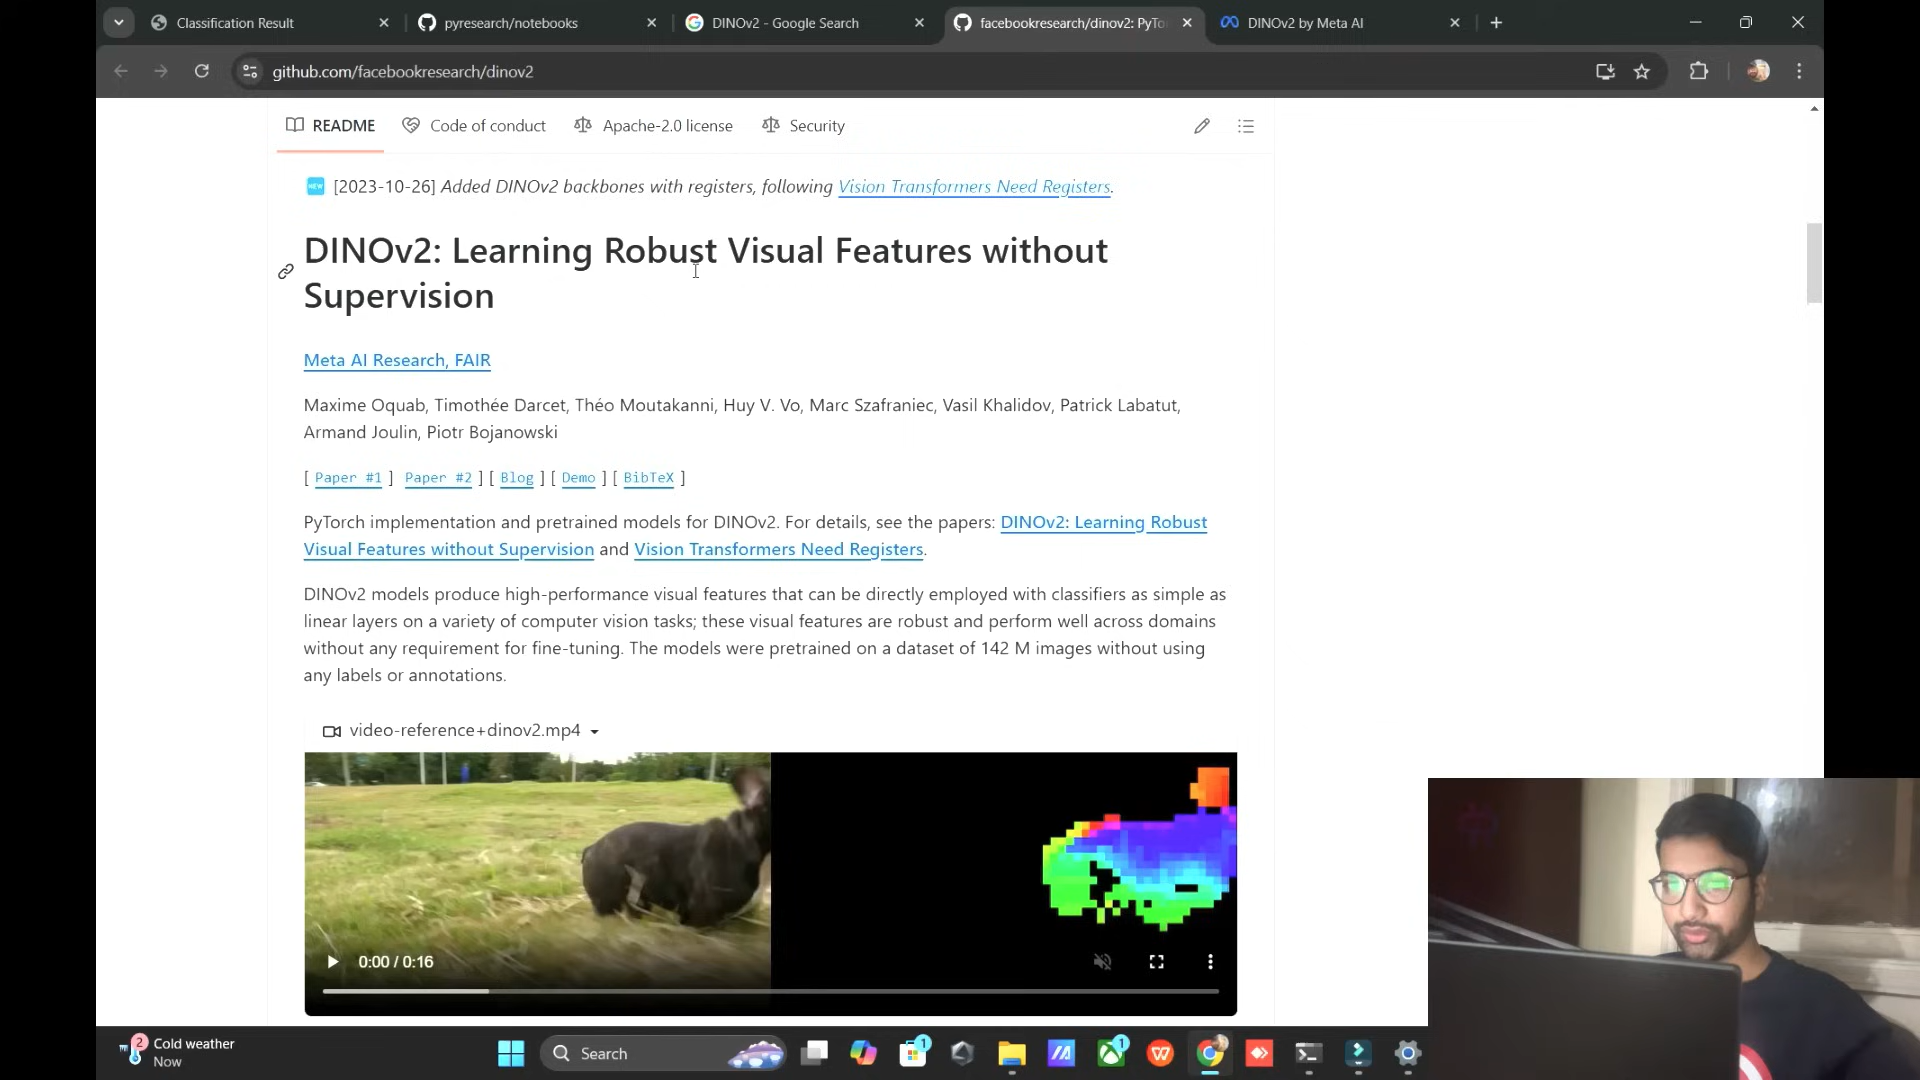 Classification Result
pyresearch/notebooks
DINOv2 - Google Search
facebookresearch/dinov2: PyTo
DINOv2 by Meta AI
github.com/facebookresearch/dinov2
README
Code of conduct
Apache-2.0 license
Security
NEW [2023-10-26] Added DINOv2 backbones with registers, following Vision Transformers Need Registers.
DINOv2: Learning Robust Visual Features without
Supervision
Meta AI Research, FAIR
Maxime Oquab, Timothée Darcet, Théo Moutakanni, Huy V. Vo, Marc Szafraniec, Vasil Khalidov, Patrick Labatut,
Armand Joulin, Piotr Bojanowski
[ Paper #1 ] Paper #2 ] [ Blog ] [ Demo ] [ BibTeX ]
PyTorch implementation and pretrained models for DINOv2. For details, see the papers: DINOv2: Learning Robust
Visual Features without Supervision and Vision Transformers Need Registers.
DINOv2 models produce high-performance visual features that can be directly employed with classifiers as simple as
linear layers on a variety of computer vision tasks; these visual features are robust and perform well across domains
without any requirement for fine-tuning. The models were pretrained on a dataset of 142 M images without using
any labels or annotations.
video-reference+dinov2.mp4
0:00 / 0:16
2
Cold weather
Now
Search
1
1